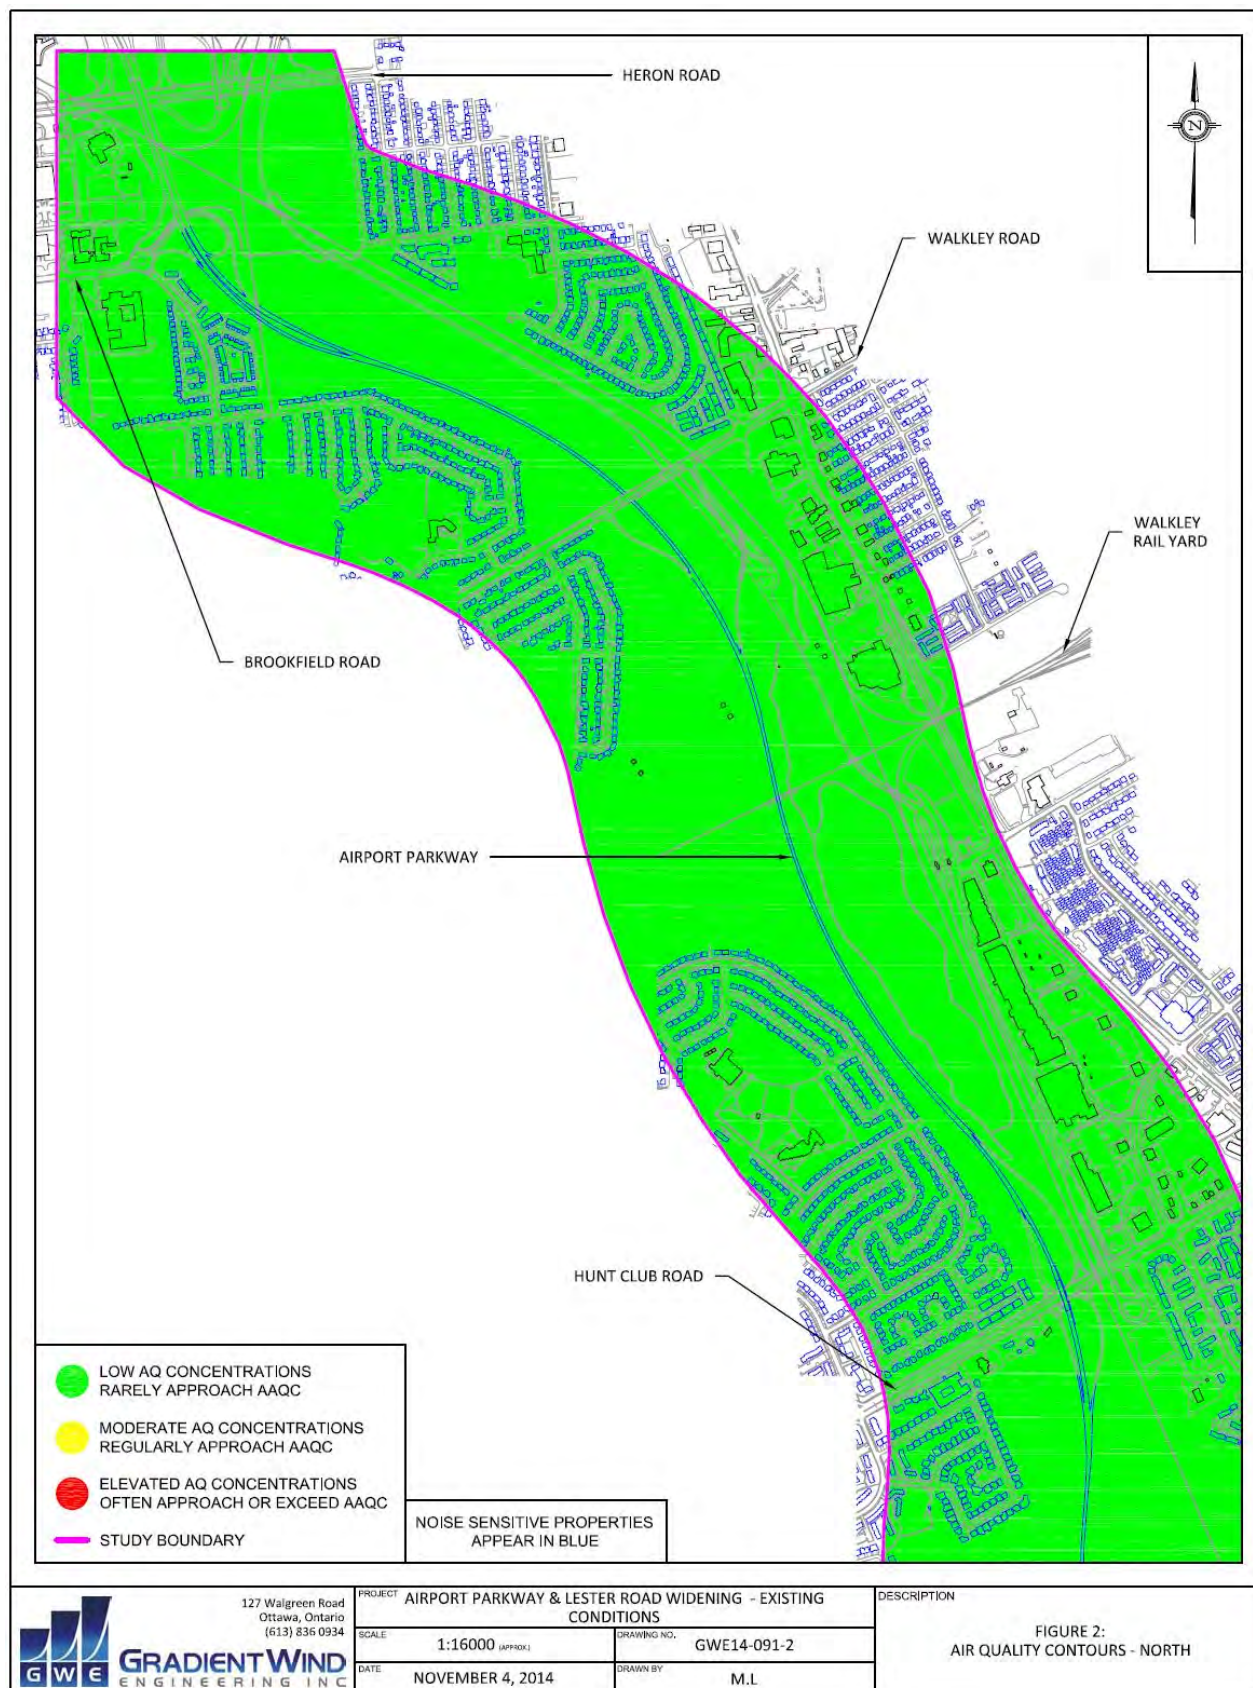 HERON ROAD
N
WALKLEY ROAD
WALKLEY
RAIL YARD
BROOKFIELD ROAD
AIRPORT PARKWAY
HUNT CLUB ROAD
LOW AQ CONCENTRATIONS
RARELY APPROACH AAQC
MODERATE AQ CONCENTRATIONS
REGULARLY APPROACH AAQC
ELEVATED AQ CONCENTRATIONS
OFTEN APPROACH OR EXCEED AAQC
STUDY BOUNDARY
NOISE SENSITIVE PROPERTIES
APPEAR IN BLUE
GWE
GRADIENTWIND
ENGINEERING INC
127 Walgreen Road
Ottawa, Ontario
(613) 836 0934
PROJECT AIRPORT PARKWAY & LESTER ROAD WIDENING - EXISTING
CONDITIONS
SCALE 1:16000 (APPROX.)
DRAWING NO. GWE14-091-2
DATE NOVEMBER 4, 2014
DRAWN BY M.L
DESCRIPTION
FIGURE 2:
AIR QUALITY CONTOURS - NORTH